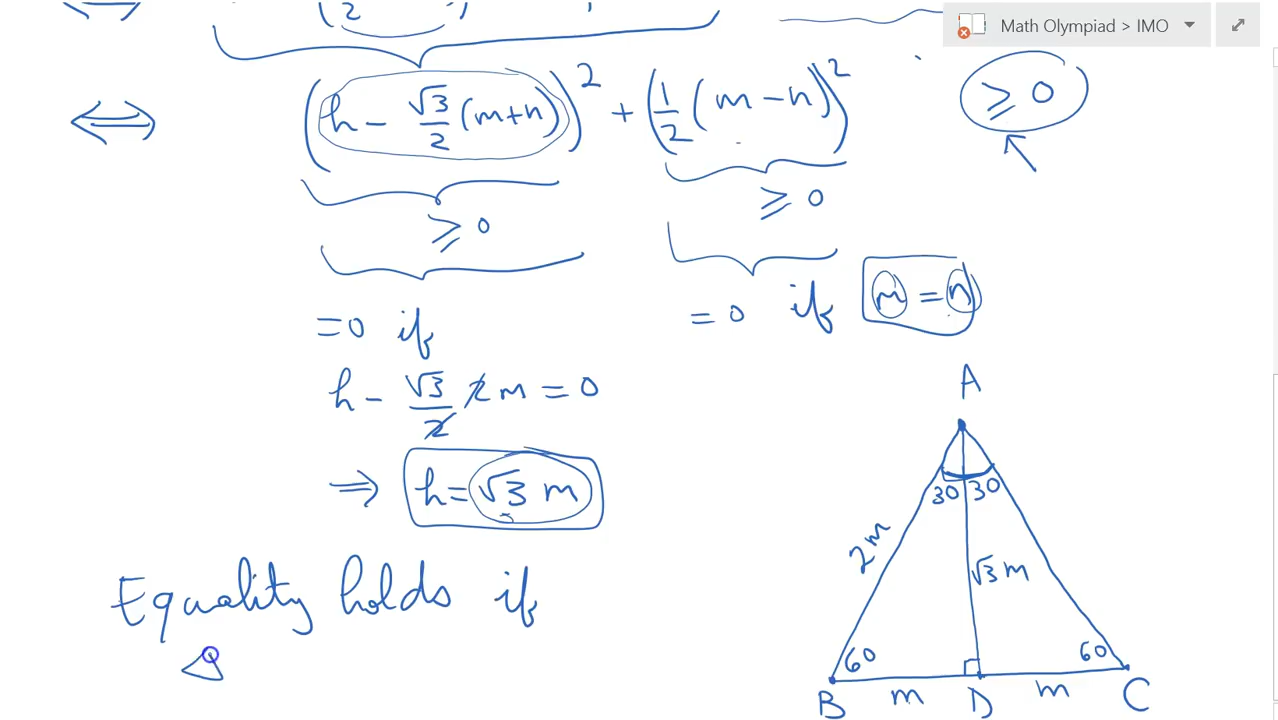 ⟺ (2 )
Math Olympiad > IMO
⟺ (h − √3/2 (m+n))² + (1/2 (m − n))² ≥ 0
≥ 0
≥ 0
= 0 if
= 0 if m = n
h − √3/2 2m = 0
⇒ h = √3 m
Equality holds if
△
A
30 30
2m
√3 m
60 60
B m D m C